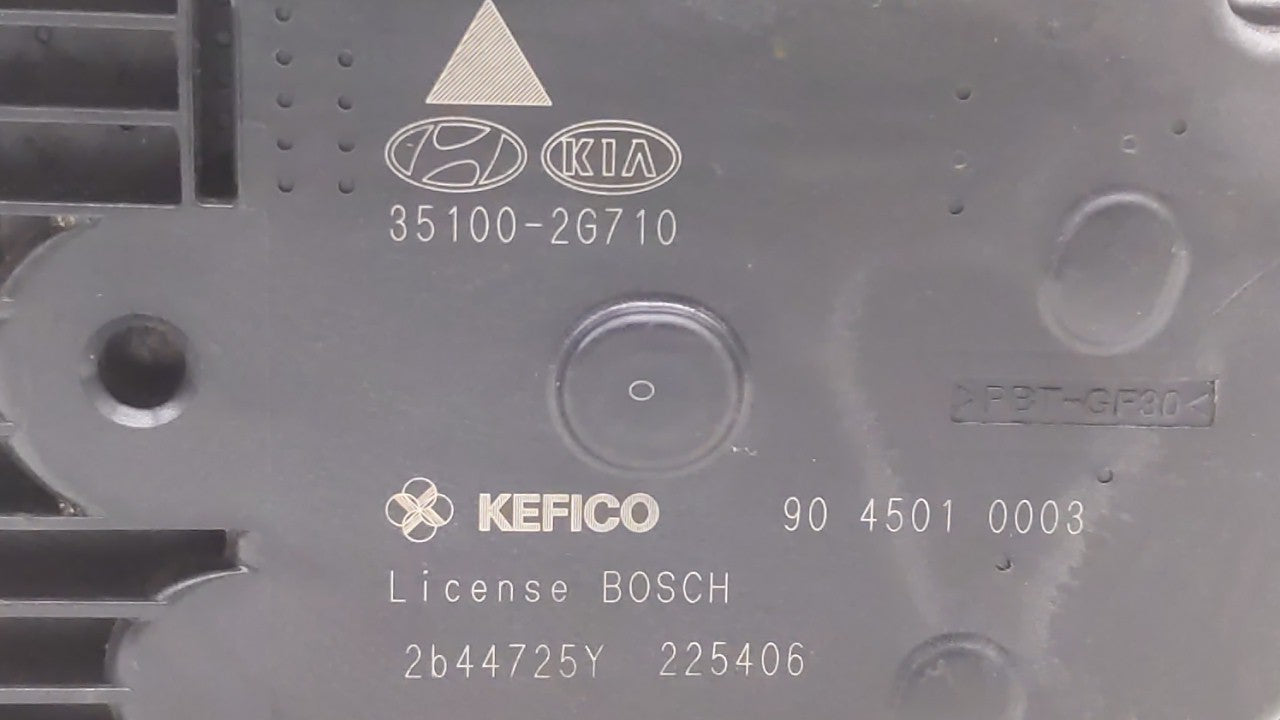 KIA
35100-2G710
>PBT-GF30<
KEFICO 90 4501 0003
License BOSCH
2b44725Y 225406